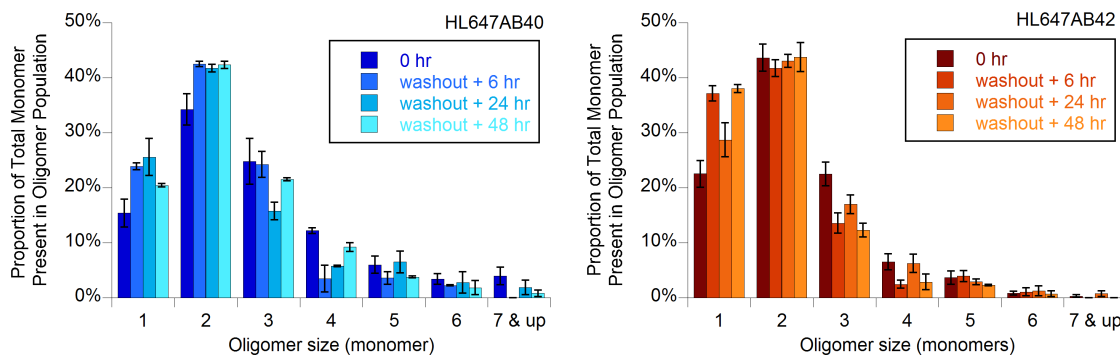 HL647AB40
50%
40%
30%
20%
10%
0%
Proportion of Total Monomer
Present in Oligomer Population
0 hr
washout + 6 hr
washout + 24 hr
washout + 48 hr
1 2 3 4 5 6 7 & up
Oligomer size (monomer)
HL647AB42
50%
40%
30%
20%
10%
0%
Proportion of Total Monomer
Present in Oligomer Population
0 hr
washout + 6 hr
washout + 24 hr
washout + 48 hr
1 2 3 4 5 6 7 & up
Oligomer size (monomers)